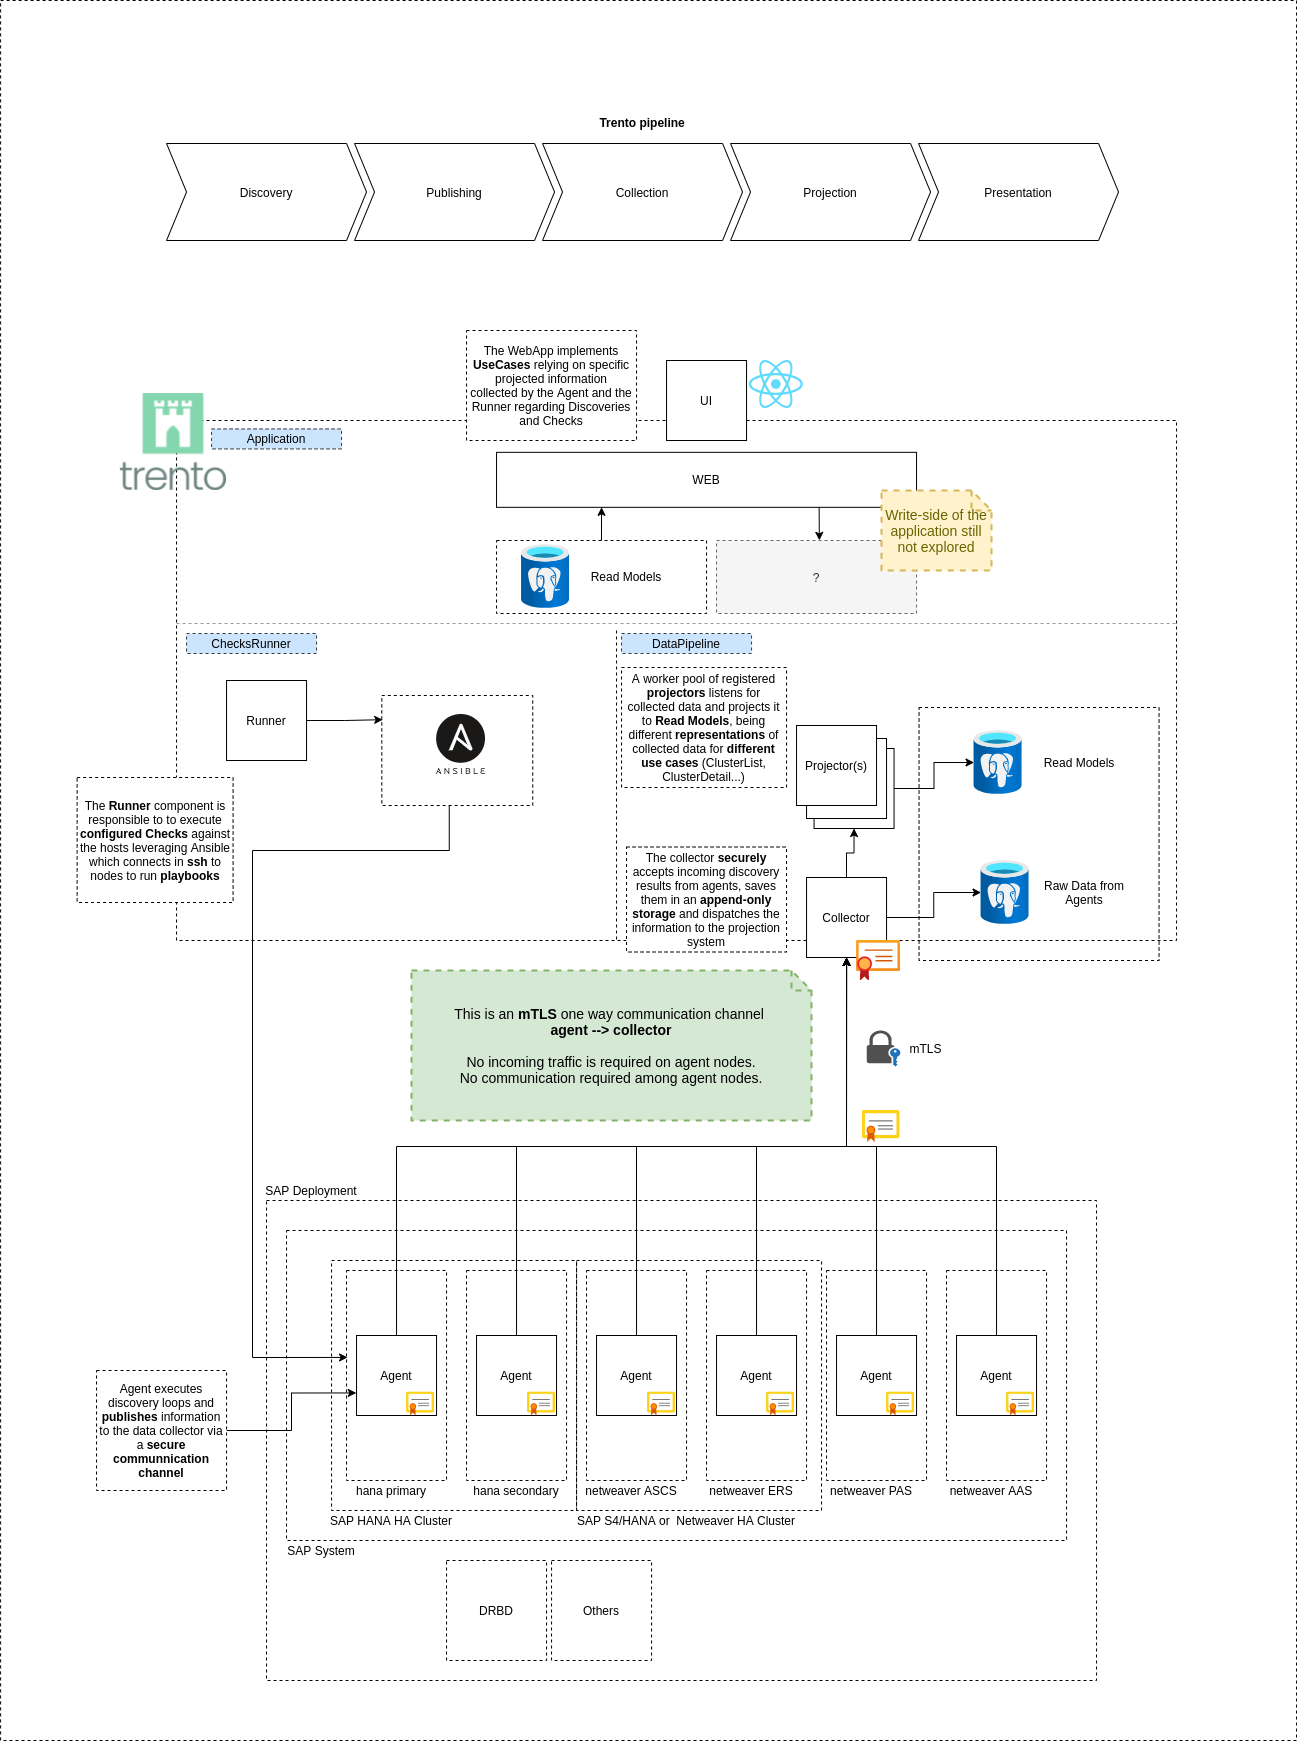 Trento pipeline
Discovery
Publishing
Collection
Projection
Presentation
The WebApp implements
UseCases relying on specific
projected information
collected by the Agent and the
Runner regarding Discoveries
and Checks
UI
trento
Application
WEB
Write-side of the
application still
not explored
Read Models
?
ChecksRunner
DataPipeline
Runner
ANSIBLE
A worker pool of registered
projectors listens for
collected data and projects it
to Read Models, being
different representations of
collected data for different
use cases (ClusterList,
ClusterDetail...)
Projector(s)
Read Models
The Runner component is
responsible to to execute
configured Checks against
the hosts leveraging Ansible
which connects in ssh to
nodes to run playbooks
The collector securely
accepts incoming discovery
results from agents, saves
them in an append-only
storage and dispatches the
information to the projection
system
Collector
Raw Data from
Agents
This is an mTLS one way communication channel
agent --> collector
No incoming traffic is required on agent nodes.
No communication required among agent nodes.
mTLS
SAP Deployment
Agent
Agent
Agent
Agent
Agent
Agent
Agent executes
discovery loops and
publishes information
to the data collector via
a secure
communnication
channel
hana primary
hana secondary
netweaver ASCS
netweaver ERS
netweaver PAS
netweaver AAS
SAP HANA HA Cluster
SAP S4/HANA or  Netweaver HA Cluster
SAP System
DRBD
Others